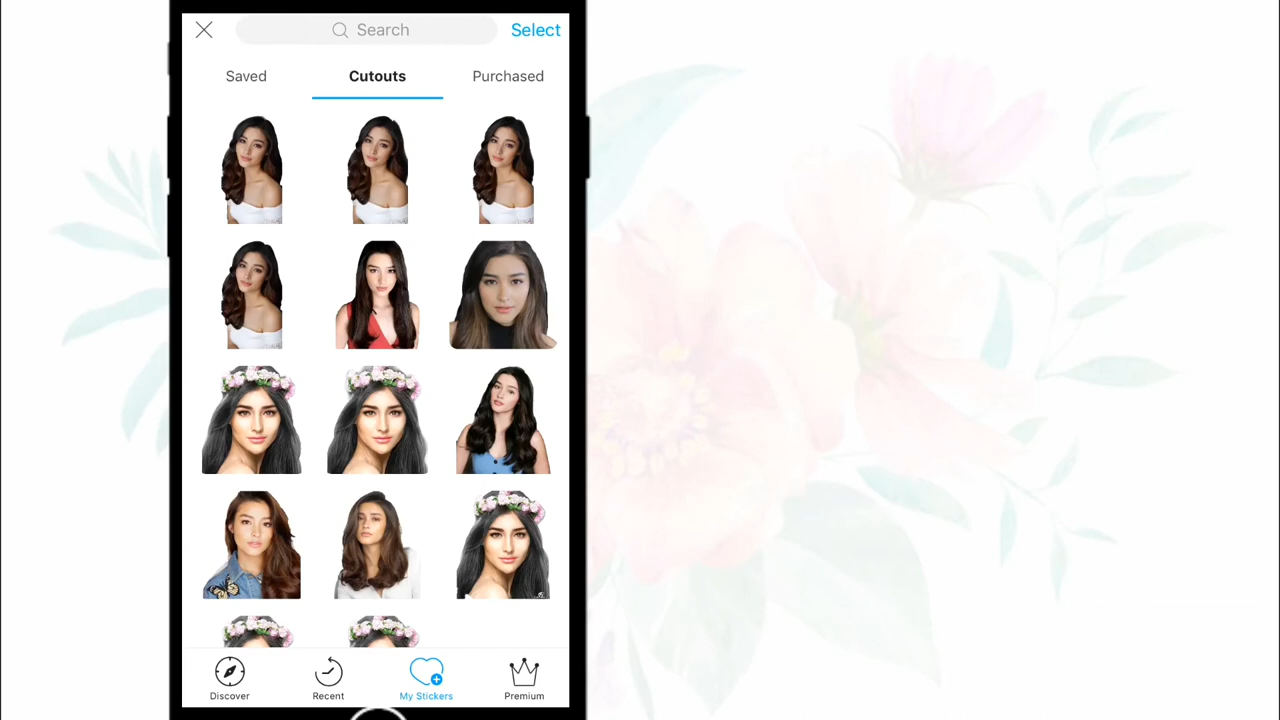 Search
Select
Saved
Cutouts
Purchased
Discover
Recent
My Stickers
Premium